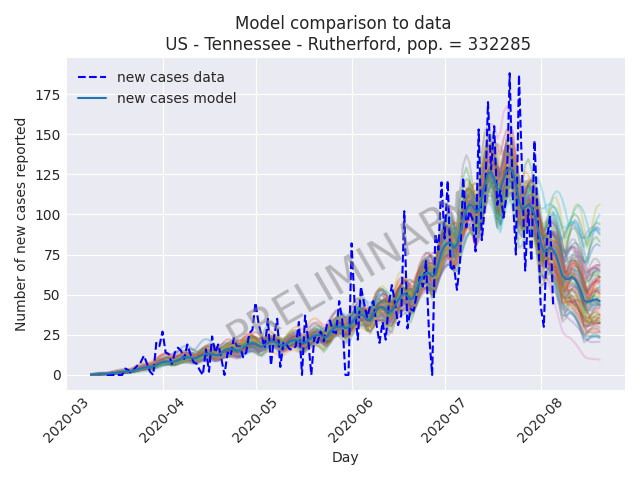 Model comparison to data
US - Tennessee - Rutherford, pop. = 332285
new cases data
new cases model
Number of new cases reported
175
150
125
100
75
50
25
0
PRELIMINARY
2020-03
2020-04
2020-05
2020-06
2020-07
2020-08
Day